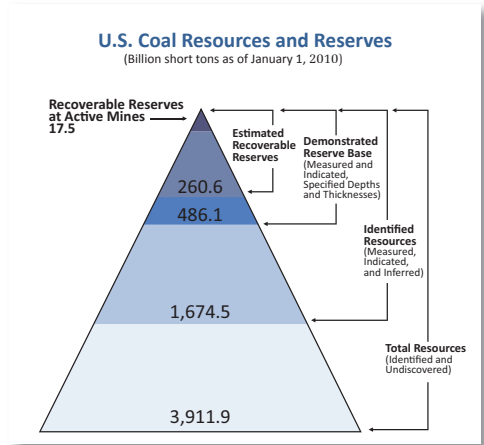 U.S. Coal Resources and Reserves
(Billion short tons as of January 1, 2010)
Recoverable Reserves
at Active Mines
17.5
Estimated
Recoverable
Reserves
Demonstrated
Reserve Base
(Measured and
Indicated,
Specified Depths
and Thicknesses)
260.6
486.1
Identified
Resources
(Measured,
Indicated,
and Inferred)
1,674.5
Total Resources
(Identified and
Undiscovered)
3,911.9